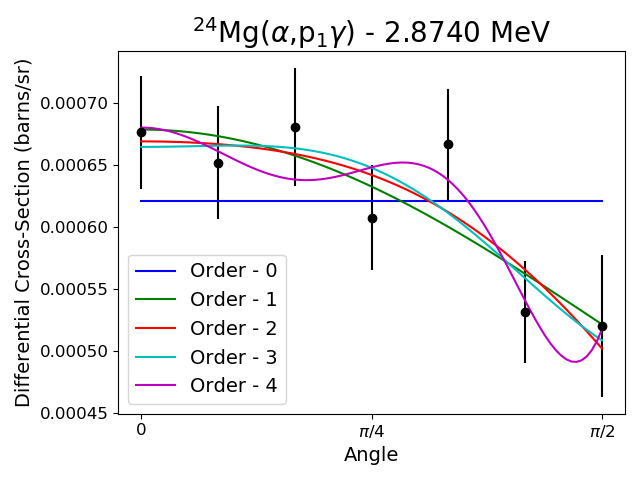 ²⁴Mg(α,p₁γ) - 2.8740 MeV
Differential Cross-Section (barns/sr)
0.00070
0.00065
0.00060
0.00055
0.00050
0.00045
Order - 0
Order - 1
Order - 2
Order - 3
Order - 4
0 π/4 π/2
Angle